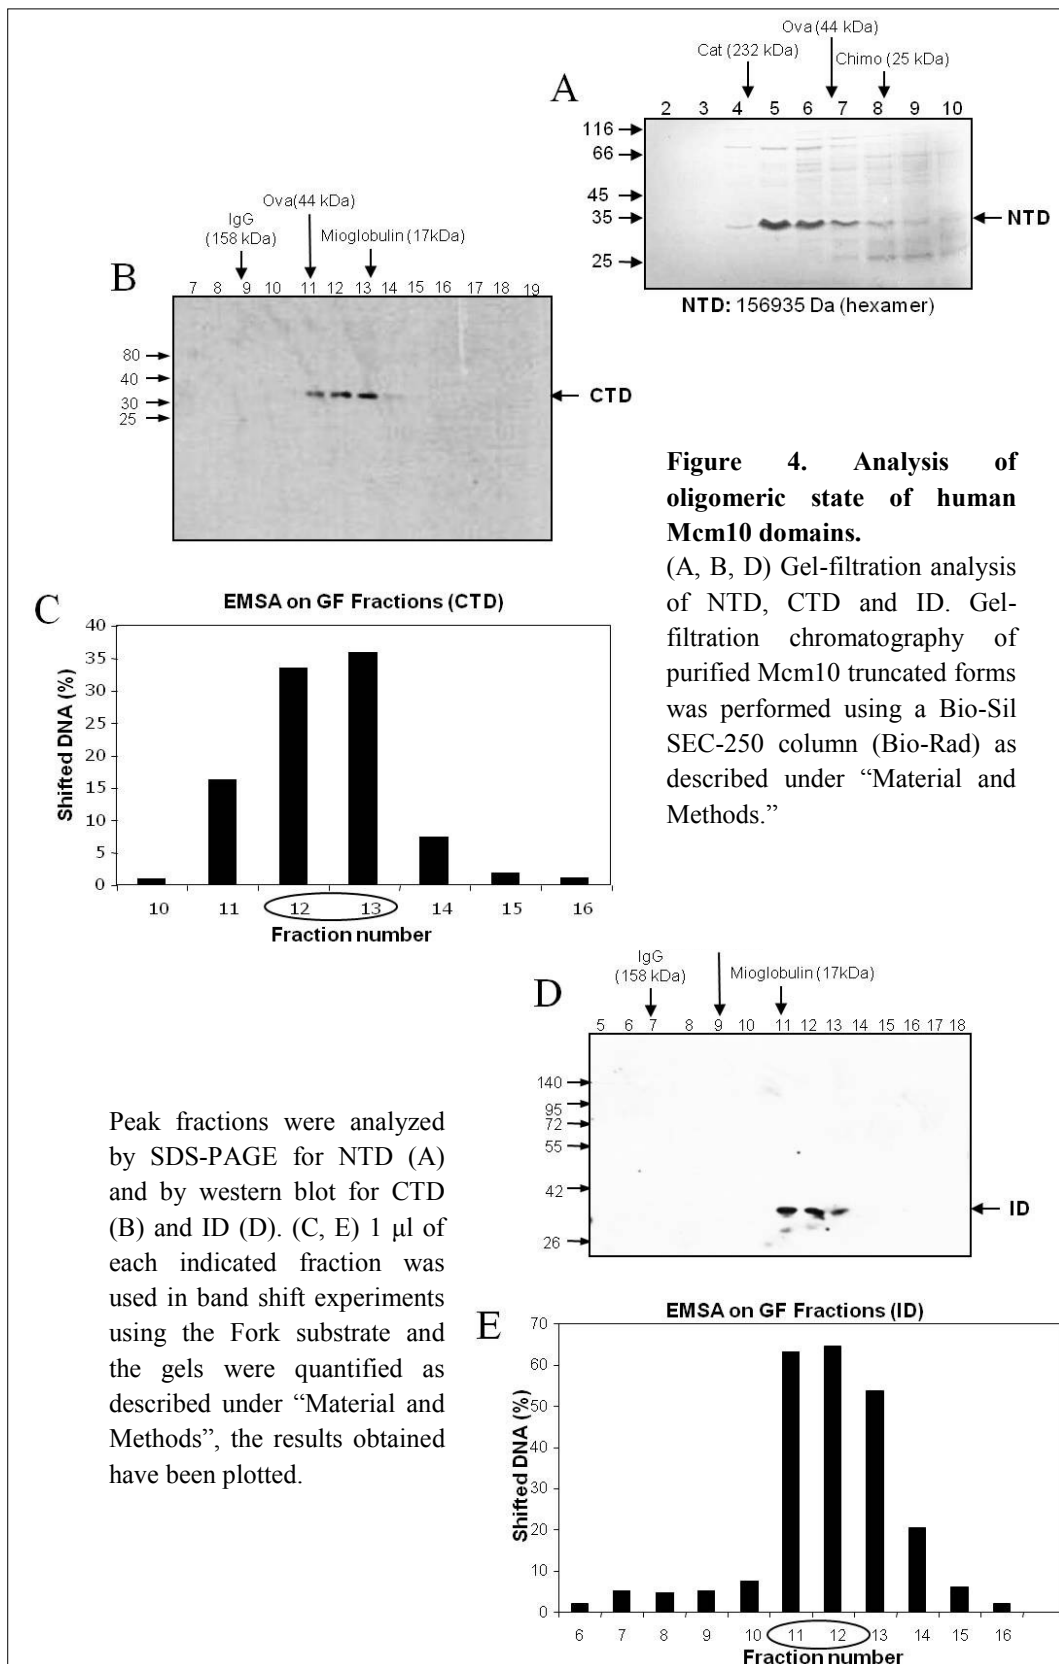 A
Ova (44 kDa)
Cat (232 kDa)
Chimo (25 kDa)
2 3 4 5 6 7 8 9 10
116
66
45
35
25
NTD
NTD: 156935 Da (hexamer)
B
Ova(44 kDa)
IgG
(158 kDa)
Mioglobulin (17kDa)
7 8 9 10 11 12 13 14 15 16 17 18 19
80
40
30
25
CTD
Figure 4. Analysis of
oligomeric state of human
Mcm10 domains.
(A, B, D) Gel-filtration analysis
of NTD, CTD and ID. Gel-
filtration chromatography of
purified Mcm10 truncated forms
was performed using a Bio-Sil
SEC-250 column (Bio-Rad) as
described under “Material and
Methods.”
C
EMSA on GF Fractions (CTD)
Shifted DNA (%)
40
35
30
25
20
15
10
5
0
10 11 12 13 14 15 16
Fraction number
D
IgG
(158 kDa)
Mioglobulin (17kDa)
5 6 7 8 9 10 11 12 13 14 15 16 17 18
140
95
72
55
42
26
ID
Peak fractions were analyzed
by SDS-PAGE for NTD (A)
and by western blot for CTD
(B) and ID (D). (C, E) 1 μl of
each indicated fraction was
used in band shift experiments
using the Fork substrate and
the gels were quantified as
described under “Material and
Methods”, the results obtained
have been plotted.
E
EMSA on GF Fractions (ID)
Shifted DNA (%)
70
60
50
40
30
20
10
0
6 7 8 9 10 11 12 13 14 15 16
Fraction number